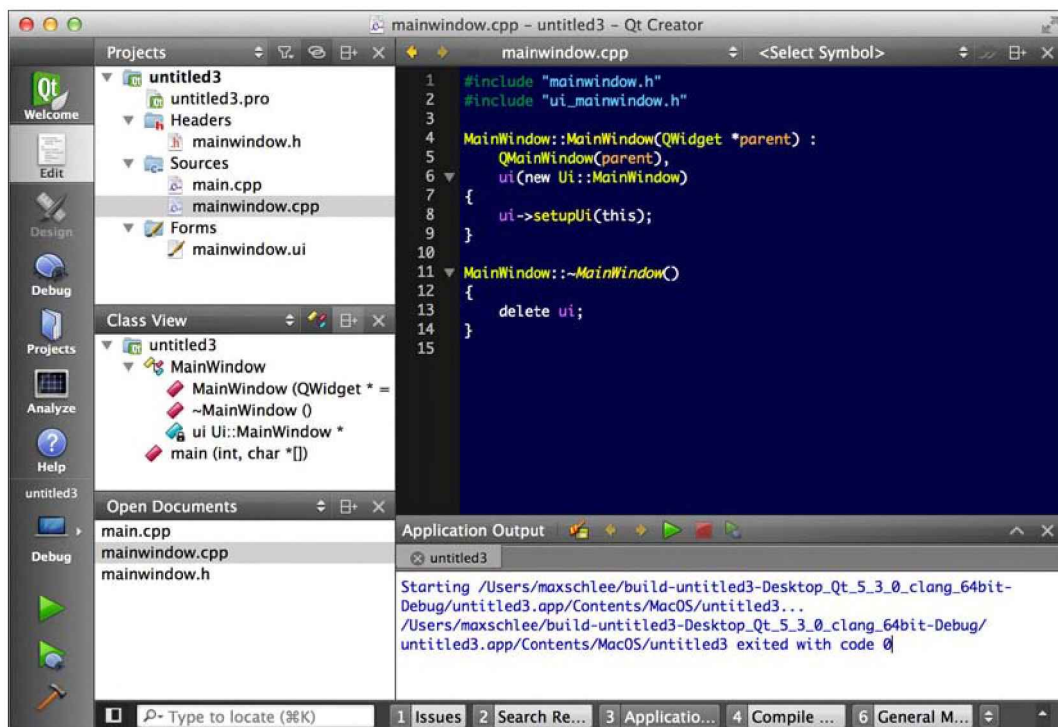 mainwindow.cpp - untitled3 - Qt Creator
Projects
mainwindow.cpp
<Select Symbol>
Qt
Welcome
Edit
Design
Debug
Projects
Analyze
Help
untitled3
Debug
untitled3
untitled3.pro
Headers
mainwindow.h
Sources
main.cpp
mainwindow.cpp
Forms
mainwindow.ui
Class View
untitled3
MainWindow
MainWindow (QWidget * =
~MainWindow ()
ui Ui::MainWindow *
main (int, char *[])
Open Documents
main.cpp
mainwindow.cpp
mainwindow.h
1 #include "mainwindow.h"
2 #include "ui_mainwindow.h"
3
4 MainWindow::MainWindow(QWidget *parent) :
5     QMainWindow(parent),
6     ui(new Ui::MainWindow)
7 {
8     ui->setupUi(this);
9 }
10
11 MainWindow::~MainWindow()
12 {
13     delete ui;
14 }
15
Application Output
untitled3
Starting /Users/maxschlee/build-untitled3-Desktop_Qt_5_3_0_clang_64bit-
Debug/untitled3.app/Contents/MacOS/untitled3...
/Users/maxschlee/build-untitled3-Desktop_Qt_5_3_0_clang_64bit-Debug/
untitled3.app/Contents/MacOS/untitled3 exited with code 0
Type to locate (⌘K)
1 Issues
2 Search Re...
3 Applicatio...
4 Compile ...
6 General M...